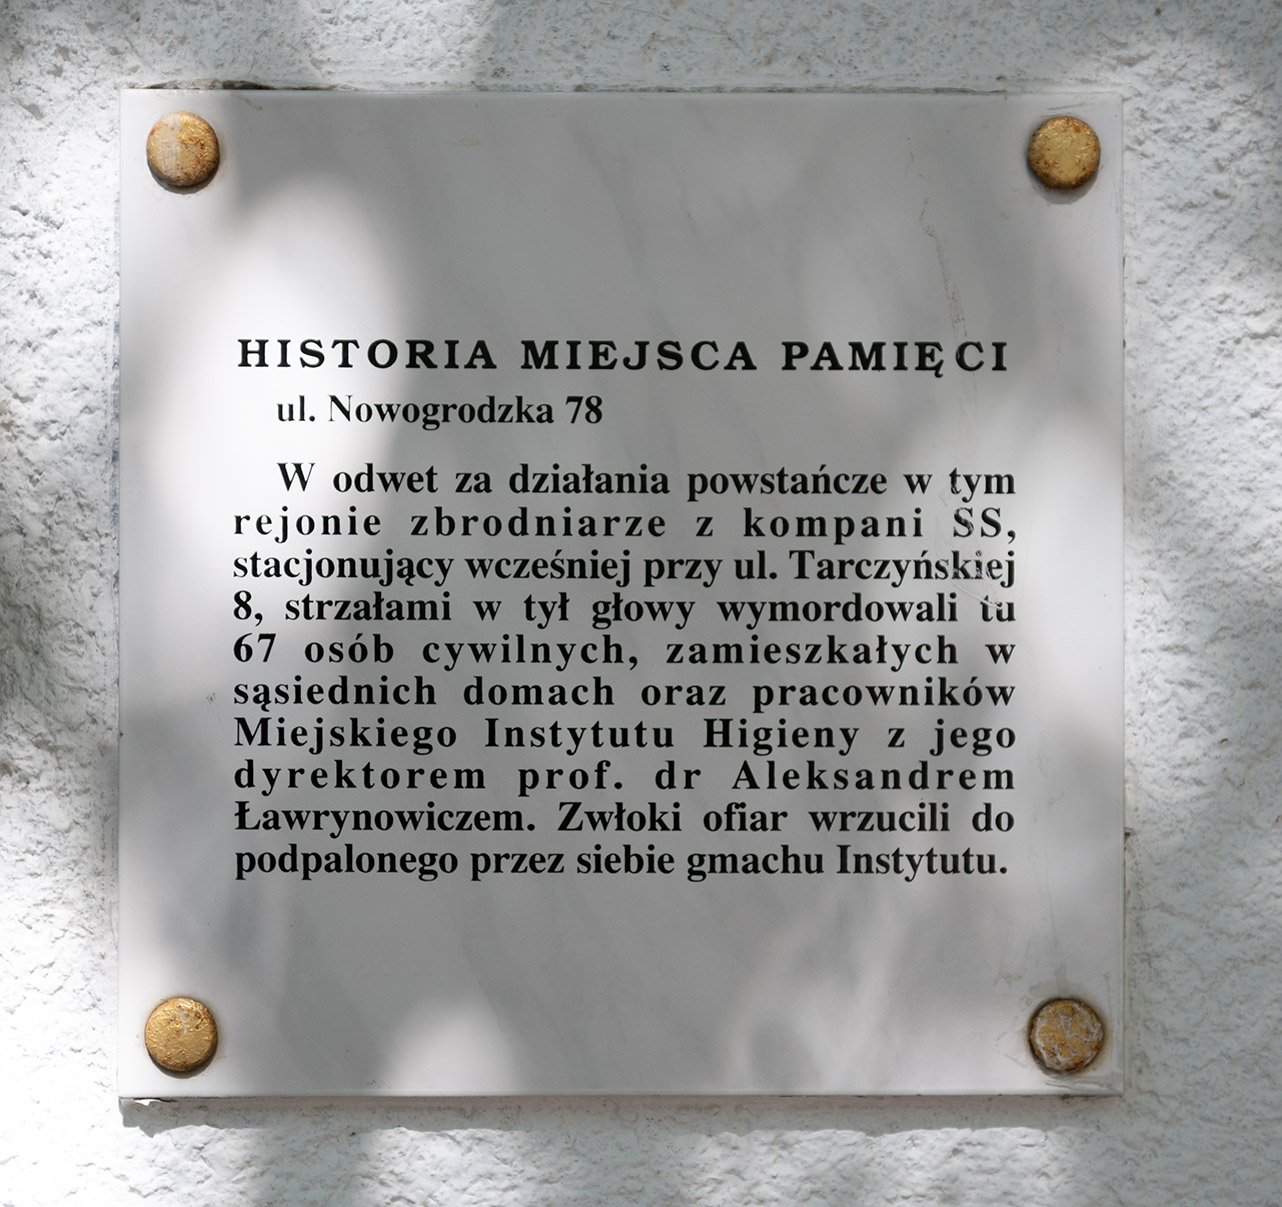 HISTORIA MIEJSCA PAMIĘCI
ul. Nowogrodzka 78
W odwet za działania powstańcze w tym
rejonie zbrodniarze z kompani SS,
stacjonujący wcześniej przy ul. Tarczyńskiej
8, strzałami w tył głowy wymordowali tu
67 osób cywilnych, zamieszkałych w
sąsiednich domach oraz pracowników
Miejskiego Instytutu Higieny z jego
dyrektorem prof. dr Aleksandrem
Ławrynowiczem. Zwłoki ofiar wrzucili do
podpalonego przez siebie gmachu Instytutu.